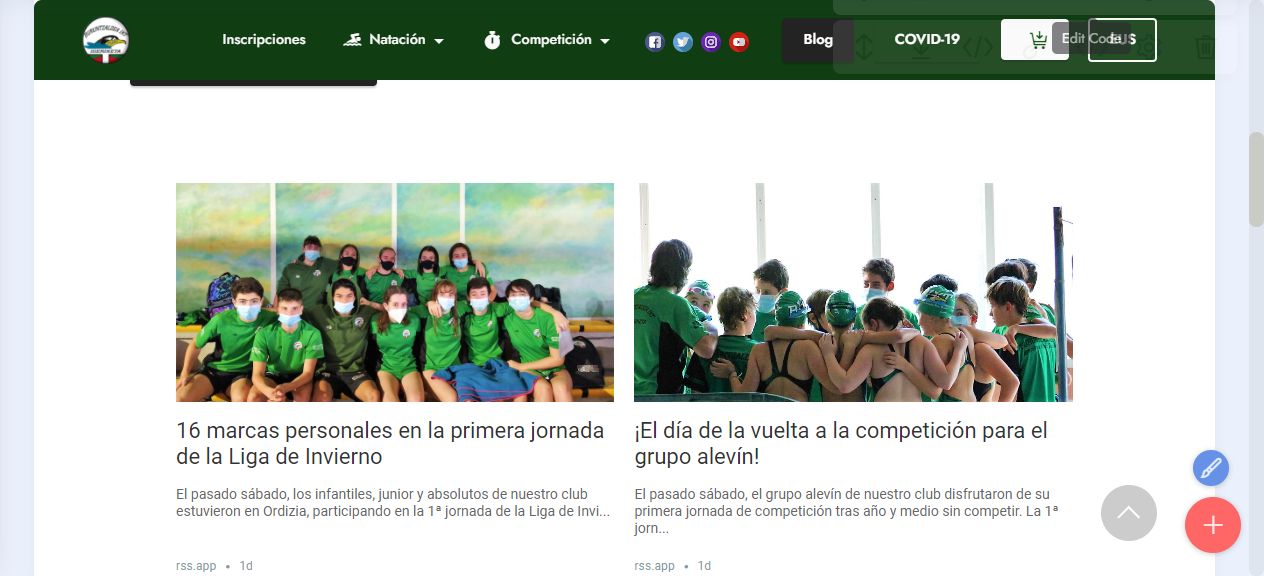 Inscripciones
Natación
Competición
Blog
COVID-19
Edit Code
EUS
16 marcas personales en la primera jornada
de la Liga de Invierno
El pasado sábado, los infantiles, junior y absolutos de nuestro club
estuvieron en Ordizia, participando en la 1ª jornada de la Liga de Invi...
rss.app • 1d
¡El día de la vuelta a la competición para el
grupo alevín!
El pasado sábado, el grupo alevín de nuestro club disfrutaron de su
primera jornada de competición tras año y medio sin competir. La 1ª
jorn...
rss.app • 1d